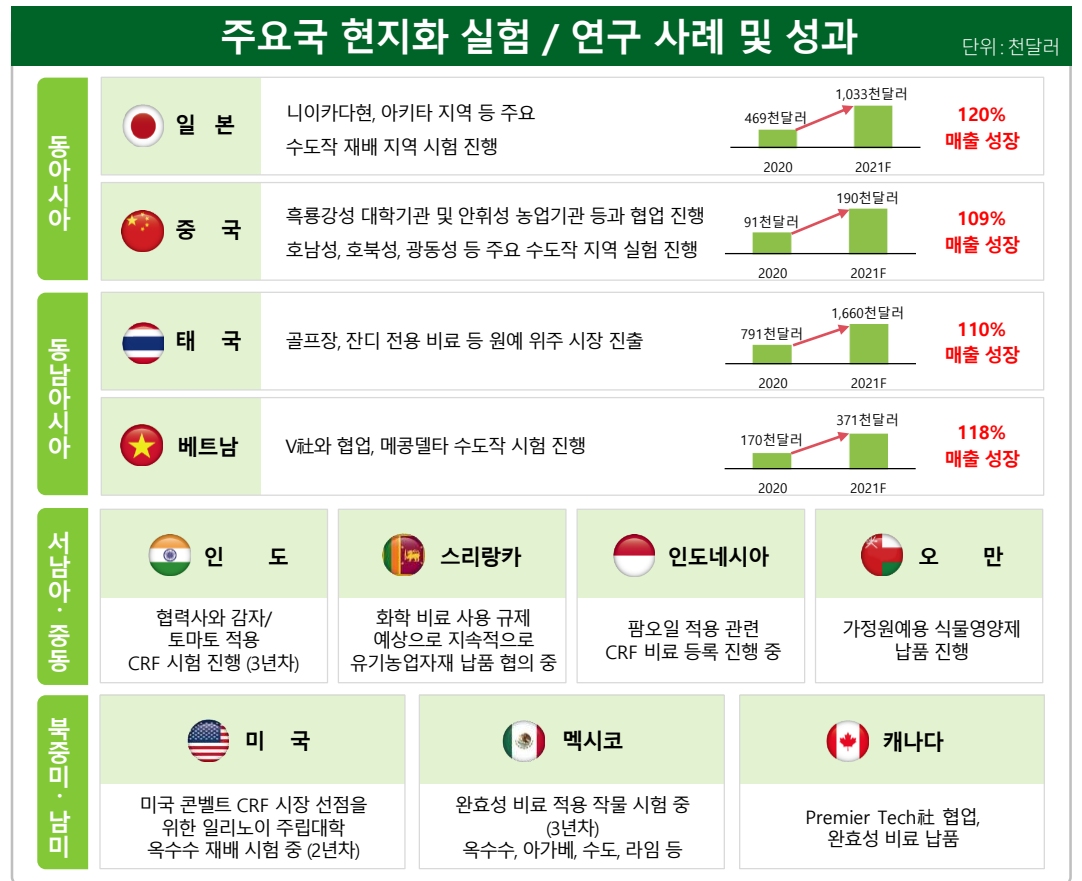 주요국 현지화 실험 / 연구 사례 및 성과
단위 : 천달러
동아시아
일 본
니이카다현, 아키타 지역 등 주요
수도작 재배 지역 시험 진행
469천달러
1,033천달러
2020
2021F
120%
매출 성장
중 국
흑룡강성 대학기관 및 안휘성 농업기관 등과 협업 진행
호남성, 호북성, 광동성 등 주요 수도작 지역 실험 진행
91천달러
190천달러
2020
2021F
109%
매출 성장
동남아시아
태 국
골프장, 잔디 전용 비료 등 원예 위주 시장 진출
791천달러
1,660천달러
2020
2021F
110%
매출 성장
베트남
V社와 협업, 메콩델타 수도작 시험 진행
170천달러
371천달러
2020
2021F
118%
매출 성장
서남아·중동
인 도
협력사와 감자/
토마토 적용
CRF 시험 진행 (3년차)
스리랑카
화학 비료 사용 규제
예상으로 지속적으로
유기농업자재 납품 협의 중
인도네시아
팜오일 적용 관련
CRF 비료 등록 진행 중
오 만
가정원예용 식물영양제
납품 진행
북중미·남미
미 국
미국 콘벨트 CRF 시장 선점을
위한 일리노이 주립대학
옥수수 재배 시험 중 (2년차)
멕시코
완효성 비료 적용 작물 시험 중
(3년차)
옥수수, 아가베, 수도, 라임 등
캐나다
Premier Tech社 협업,
완효성 비료 납품